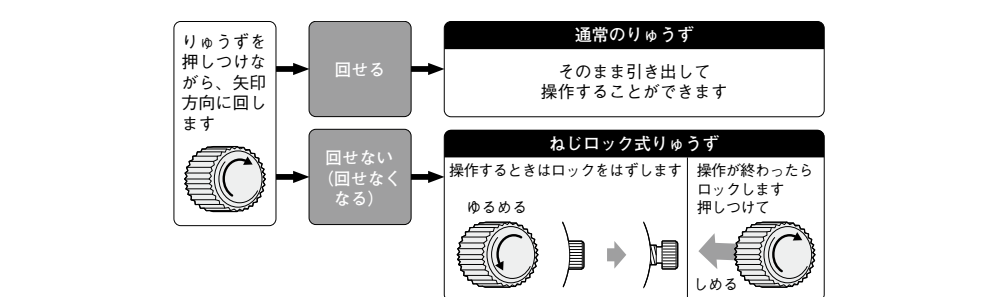 りゅうずを
押しつけな
がら、矢印
方向に回し
ます
回せる
通常のりゅうず
そのまま引き出して
操作することができます
回せない
（回せなく
なる）
ねじロック式りゅうず
操作するときはロックをはずします
ゆるめる
操作が終わったら
ロックします
押しつけて
しめる